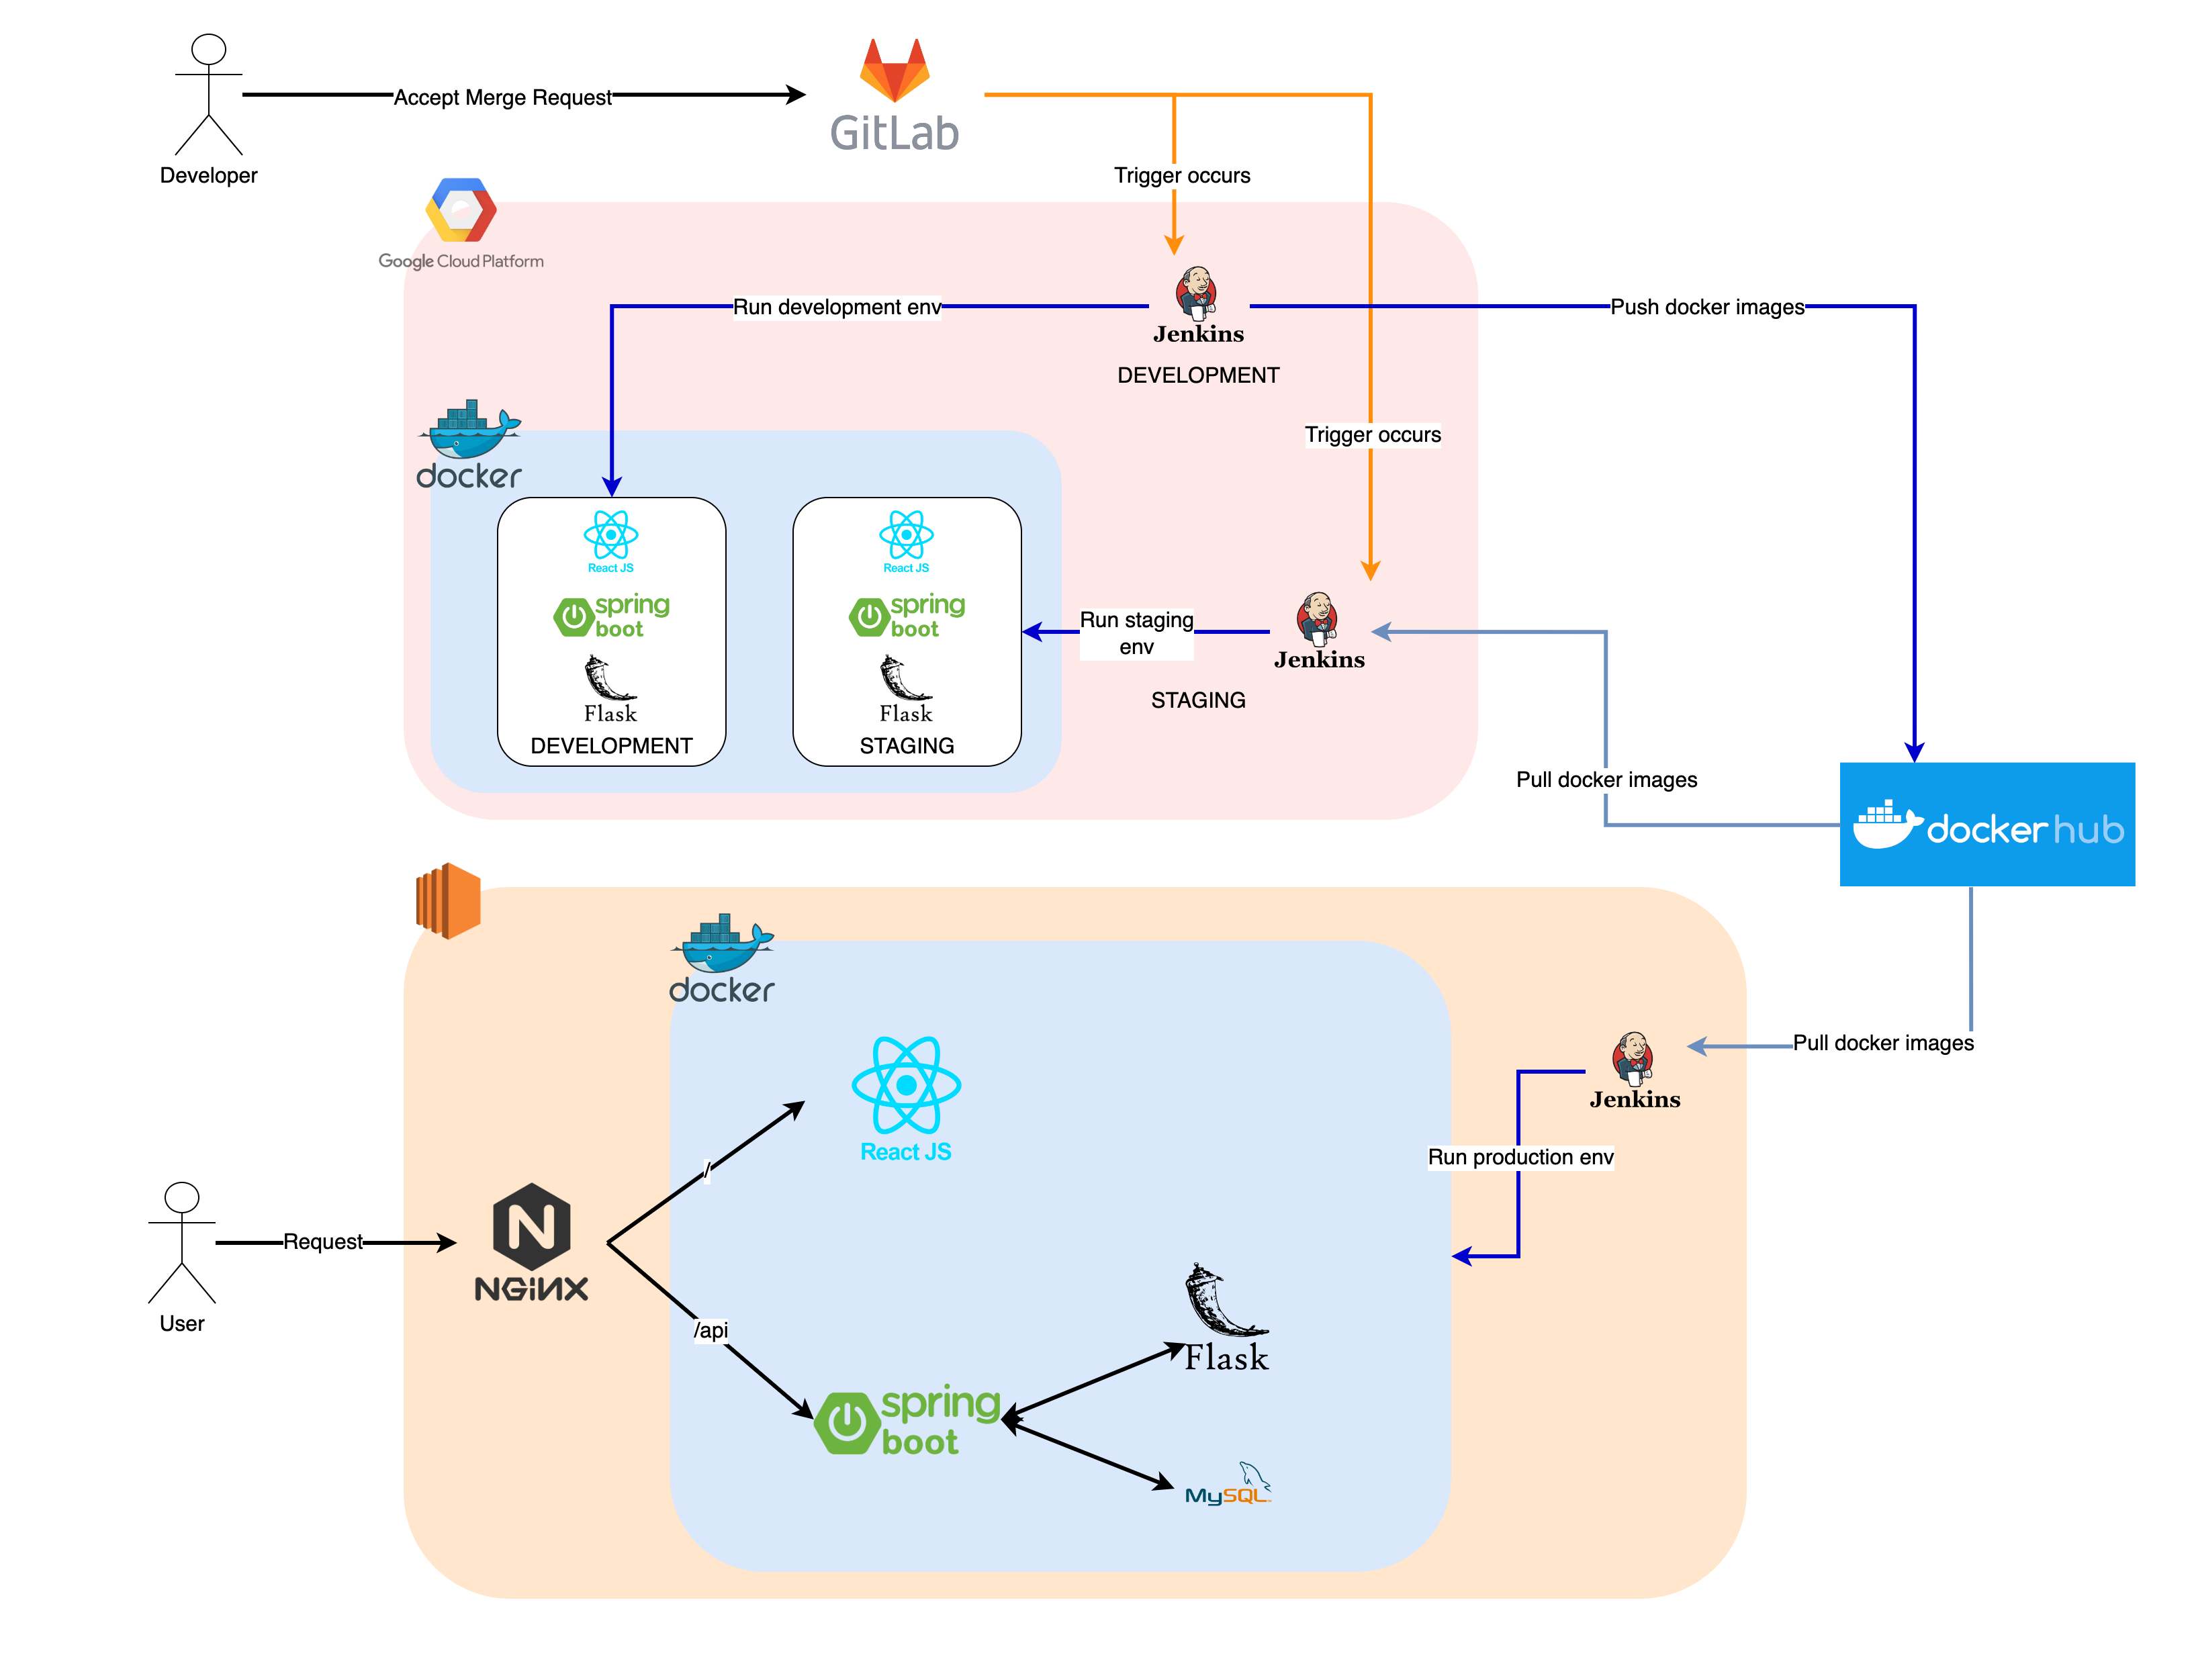 Accept Merge Request
GitLab
Developer
Trigger occurs
Google Cloud Platform
Run development env
Jenkins
Push docker images
DEVELOPMENT
Trigger occurs
docker
React JS
spring
boot
Flask
DEVELOPMENT
React JS
spring
boot
Flask
STAGING
Run staging
env
Jenkins
STAGING
Pull docker images
docker hub
docker
Pull docker images
Jenkins
React JS
Run production env
/
Request
NGiNX
User
/api
Flask
spring
boot
MySQL